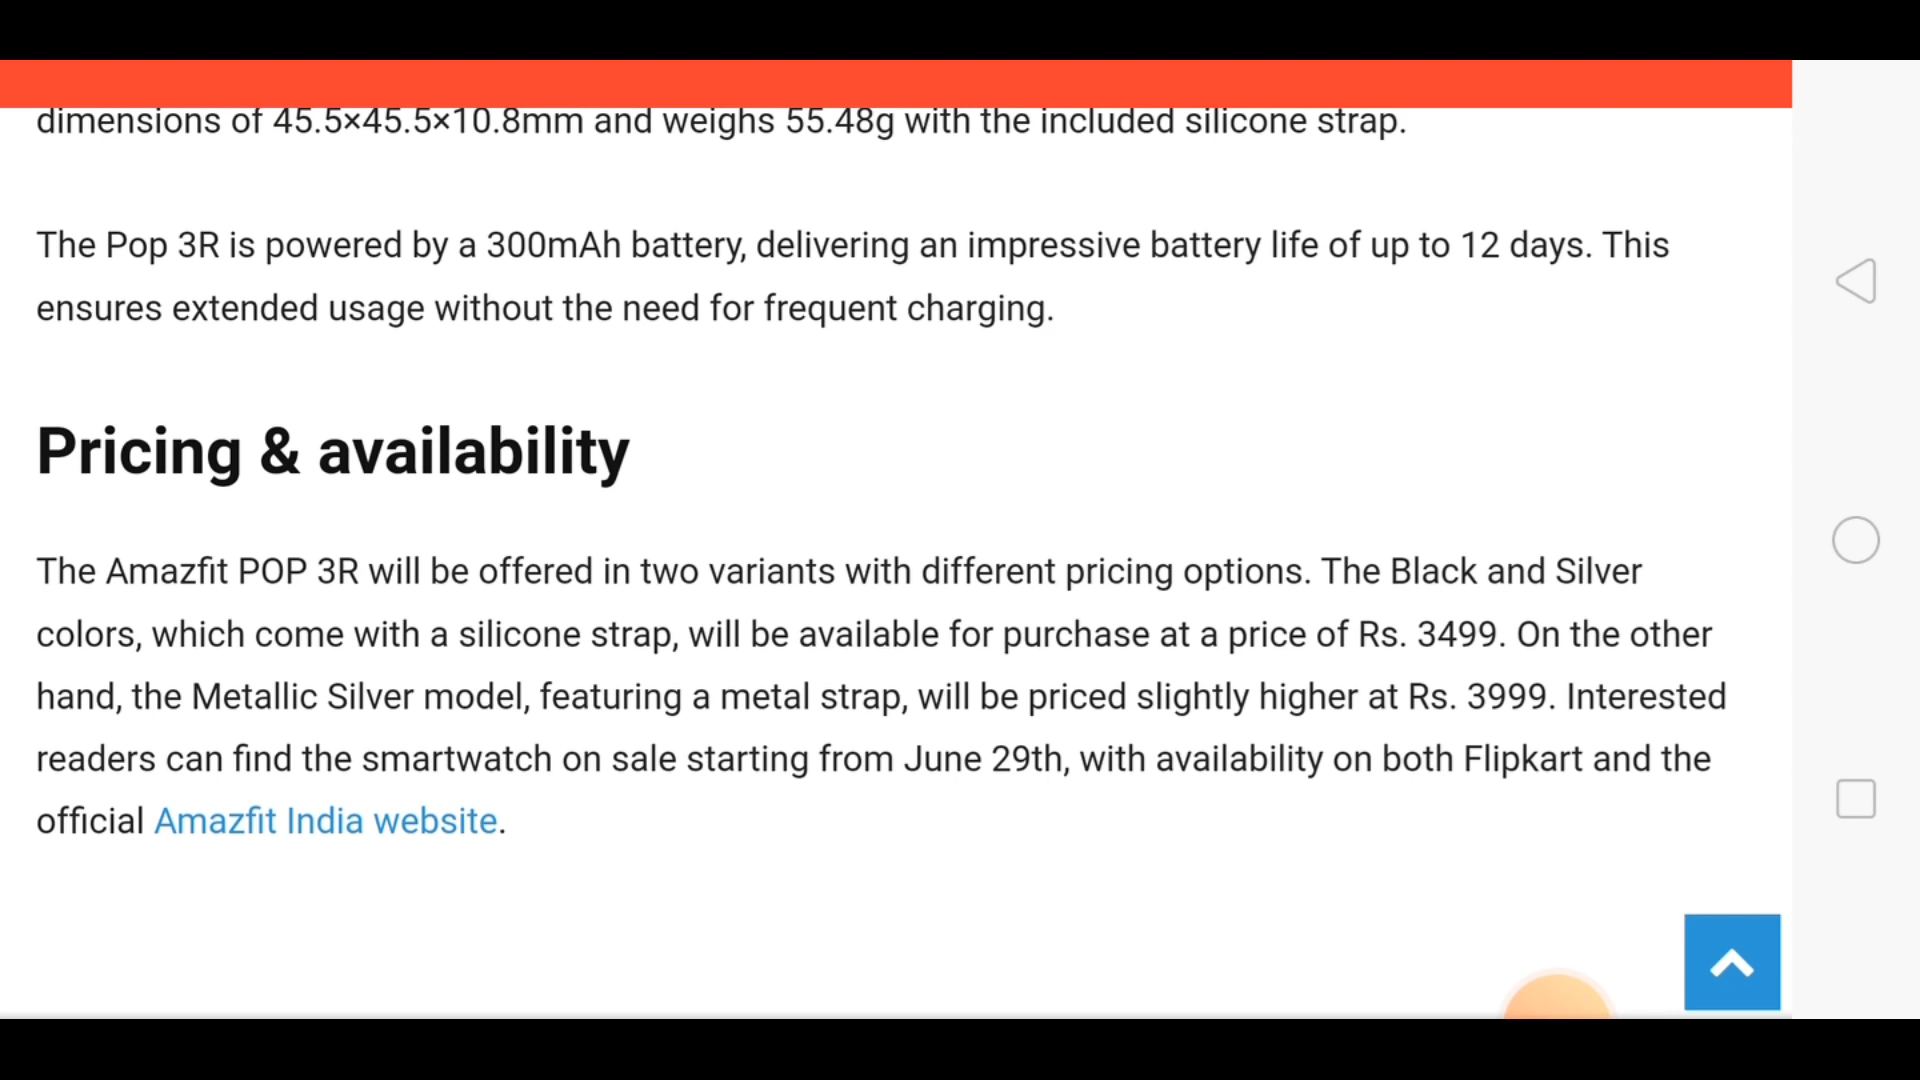 dimensions of 45.5×45.5×10.8mm and weighs 55.48g with the included silicone strap.
The Pop 3R is powered by a 300mAh battery, delivering an impressive battery life of up to 12 days. This
ensures extended usage without the need for frequent charging.
Pricing & availability
The Amazfit POP 3R will be offered in two variants with different pricing options. The Black and Silver
colors, which come with a silicone strap, will be available for purchase at a price of Rs. 3499. On the other
hand, the Metallic Silver model, featuring a metal strap, will be priced slightly higher at Rs. 3999. Interested
readers can find the smartwatch on sale starting from June 29th, with availability on both Flipkart and the
official Amazfit India website.